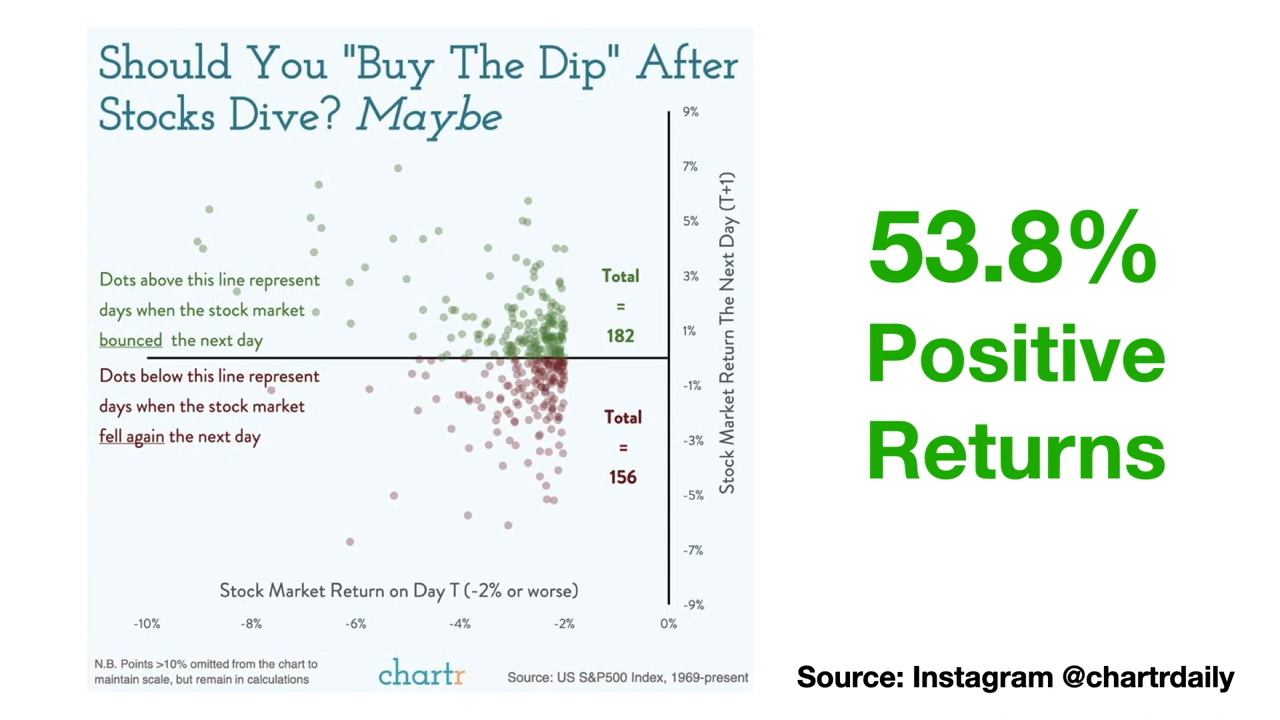 Should You "Buy The Dip" After
Stocks Dive? Maybe
9%
7%
5%
3%
1%
-1%
-3%
-5%
-7%
-9%
Stock Market Return The Next Day (T+1)
Dots above this line represent
days when the stock market
bounced the next day
Total
=
182
Dots below this line represent
days when the stock market
fell again the next day
Total
=
156
Stock Market Return on Day T (-2% or worse)
-10%
-8%
-6%
-4%
-2%
0%
N.B. Points >10% omitted from the chart to
maintain scale, but remain in calculations
chartr
Source: US S&P500 Index, 1969-present
53.8%
Positive
Returns
Source: Instagram @chartrdaily